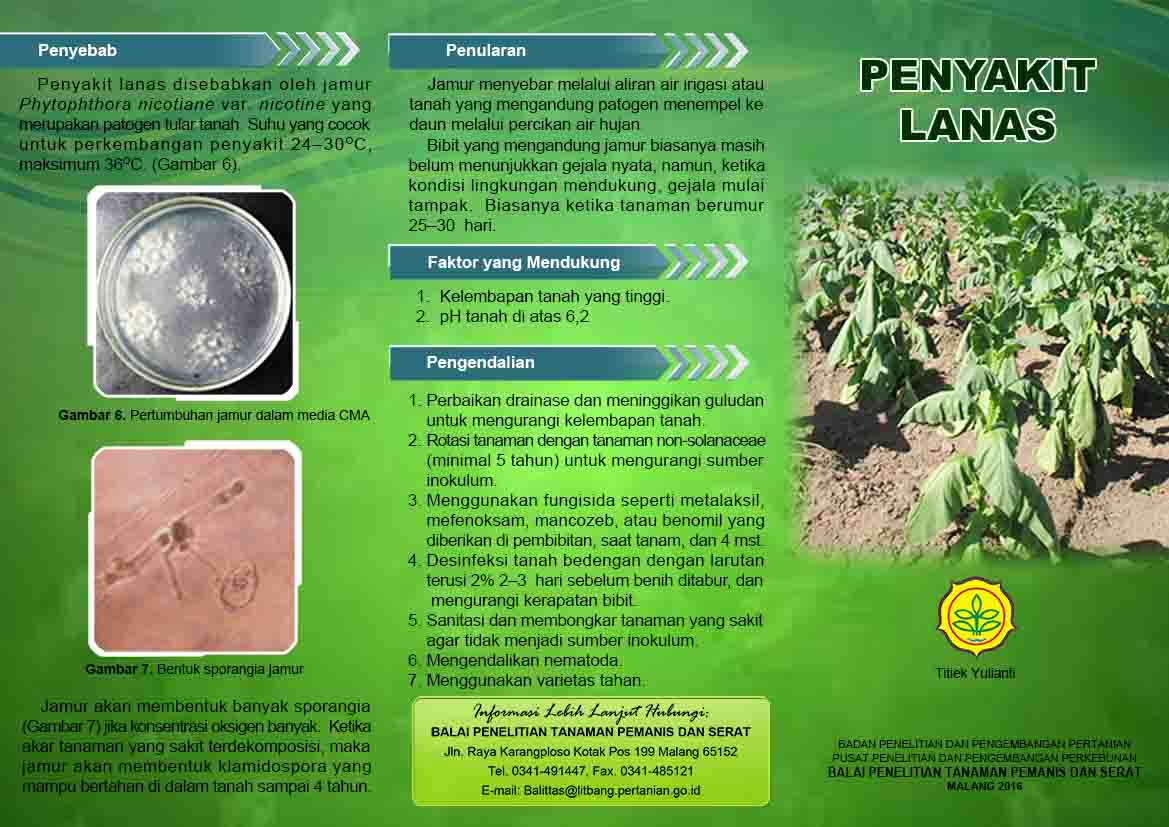 Penyebab
Penyakit lanas disebabkan oleh jamur
Phytophthora nicotiane var. nicotine yang
merupakan patogen tular tanah. Suhu yang cocok
untuk perkembangan penyakit 24–30ºC,
maksimum 36ºC. (Gambar 6).
Gambar 6. Pertumbuhan jamur dalam media CMA
Gambar 7. Bentuk sporangia jamur
Jamur akan membentuk banyak sporangia
(Gambar 7) jika konsentrasi oksigen banyak. Ketika
akar tanaman yang sakit terdekomposisi, maka
jamur akan membentuk klamidospora yang
mampu bertahan di dalam tanah sampai 4 tahun.
Penularan
Jamur menyebar melalui aliran air irigasi atau
tanah yang mengandung patogen menempel ke
daun melalui percikan air hujan.
Bibit yang mengandung jamur biasanya masih
belum menunjukkan gejala nyata, namun, ketika
kondisi lingkungan mendukung, gejala mulai
tampak. Biasanya ketika tanaman berumur
25–30 hari.
Faktor yang Mendukung
1. Kelembapan tanah yang tinggi.
2. pH tanah di atas 6,2
Pengendalian
1. Perbaikan drainase dan meninggikan guludan
untuk mengurangi kelembapan tanah.
2. Rotasi tanaman dengan tanaman non-solanaceae
(minimal 5 tahun) untuk mengurangi sumber
inokulum.
3. Menggunakan fungisida seperti metalaksil,
mefenoksam, mancozeb, atau benomil yang
diberikan di pembibitan, saat tanam, dan 4 mst.
4. Desinfeksi tanah bedengan dengan larutan
terusi 2% 2–3 hari sebelum benih ditabur, dan
mengurangi kerapatan bibit.
5. Sanitasi dan membongkar tanaman yang sakit
agar tidak menjadi sumber inokulum.
6. Mengendalikan nematoda.
7. Menggunakan varietas tahan.
Informasi Lebih Lanjut Hubungi:
BALAI PENELITIAN TANAMAN PEMANIS DAN SERAT
Jln. Raya Karangploso Kotak Pos 199 Malang 65152
Tel. 0341-491447, Fax. 0341-485121
E-mail: Balittas@litbang.pertanian.go.id
PENYAKIT
LANAS
Titiek Yulianti
BADAN PENELITIAN DAN PENGEMBANGAN PERTANIAN
PUSAT PENELITIAN DAN PENGEMBANGAN PERKEBUNAN
BALAI PENELITIAN TANAMAN PEMANIS DAN SERAT
MALANG 2016